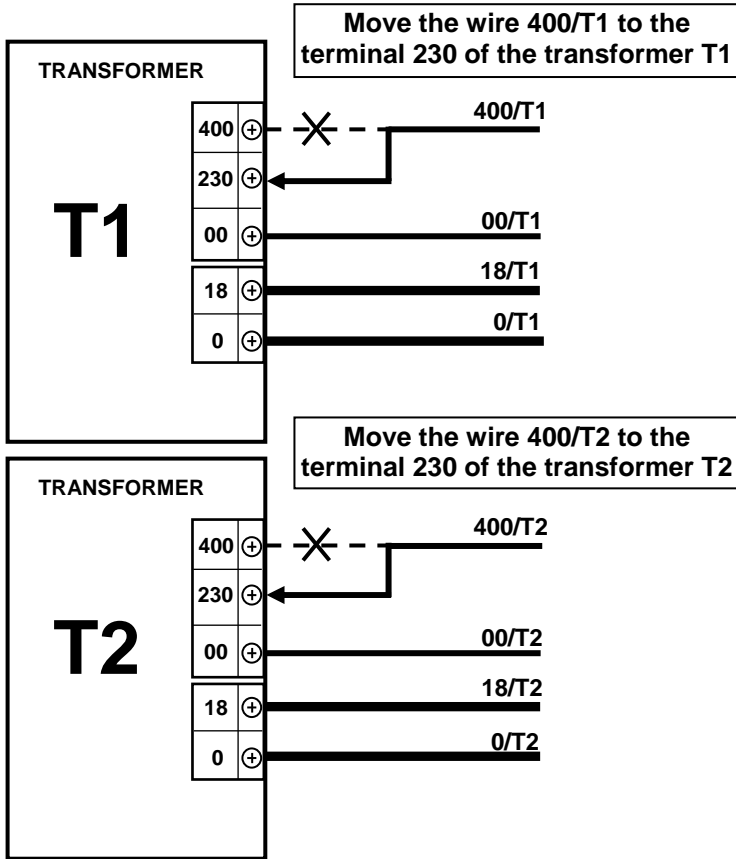 Move the wire 400/T1 to the
terminal 230 of the transformer T1
TRANSFORMER
T1
400
230
00
18
0
400/T1
00/T1
18/T1
0/T1
Move the wire 400/T2 to the
terminal 230 of the transformer T2
TRANSFORMER
T2
400
230
00
18
0
400/T2
00/T2
18/T2
0/T2